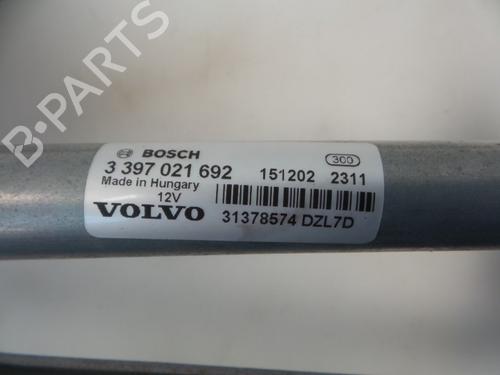 B-PARTS
BOSCH 300
3 397 021 692 151202 2311
Made in Hungary
12V
VOLVO 31378574 DZL7D